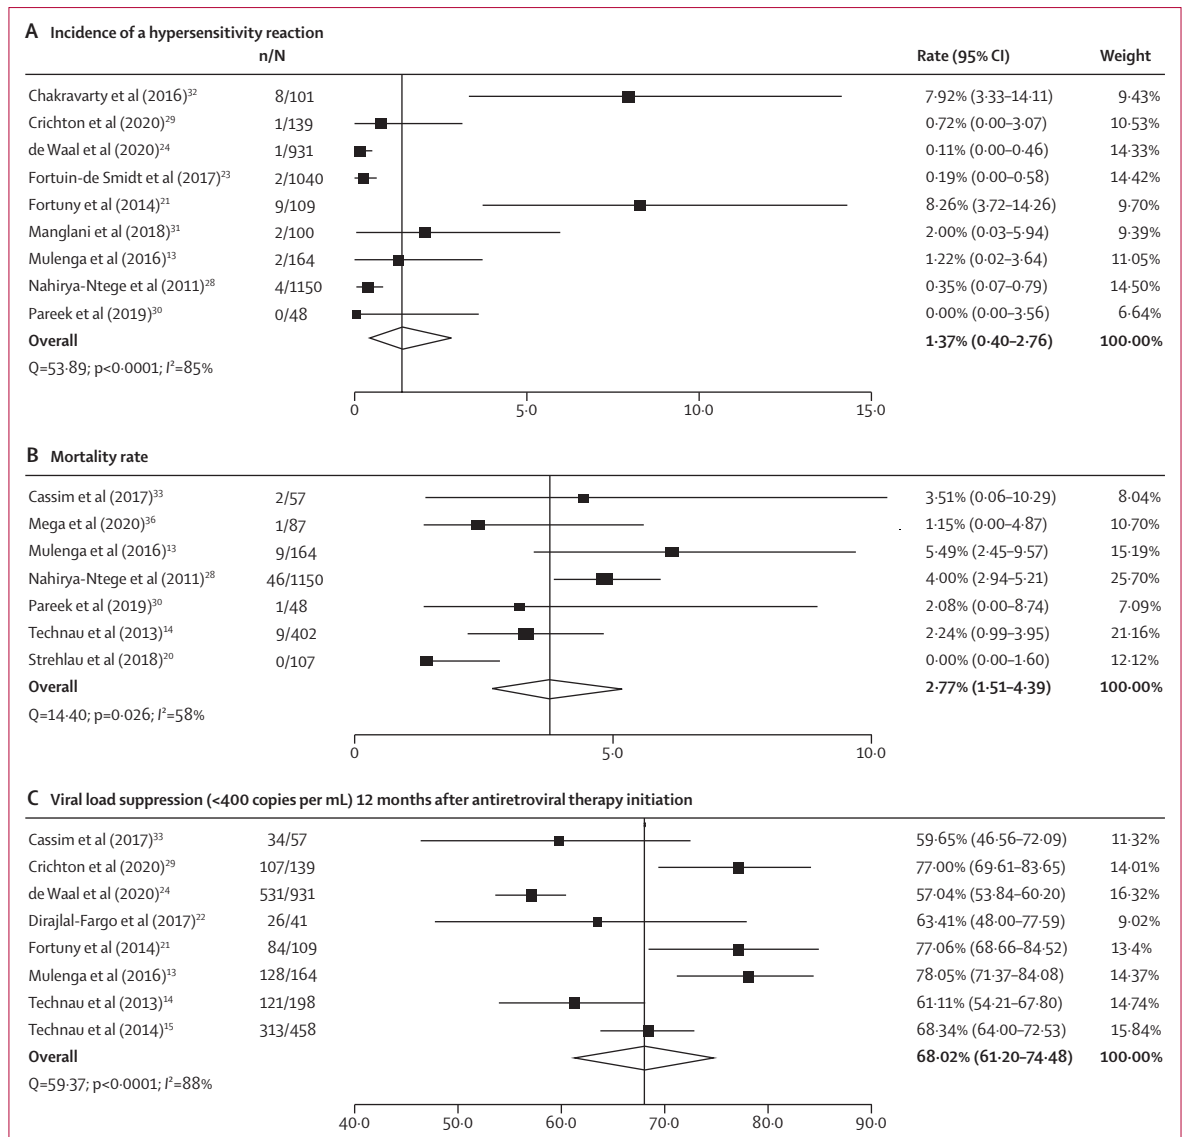 A Incidence of a hypersensitivity reaction
n/N Rate (95% CI) Weight
Chakravarty et al (2016)³² 8/101 7·92% (3·33–14·11) 9·43%
Crichton et al (2020)²⁹ 1/139 0·72% (0·00–3·07) 10·53%
de Waal et al (2020)²⁴ 1/931 0·11% (0·00–0·46) 14·33%
Fortuin-de Smidt et al (2017)²³ 2/1040 0·19% (0·00–0·58) 14·42%
Fortuny et al (2014)²¹ 9/109 8·26% (3·72–14·26) 9·70%
Manglani et al (2018)³¹ 2/100 2·00% (0·03–5·94) 9·39%
Mulenga et al (2016)¹³ 2/164 1·22% (0·02–3·64) 11·05%
Nahirya-Ntege et al (2011)²⁸ 4/1150 0·35% (0·07–0·79) 14·50%
Pareek et al (2019)³⁰ 0/48 0·00% (0·00–3·56) 6·64%
Overall 1·37% (0·40–2·76) 100·00%
Q=53·89; p<0·0001; I²=85%
0 5·0 10·0 15·0
B Mortality rate
Cassim et al (2017)³³ 2/57 3·51% (0·06–10·29) 8·04%
Mega et al (2020)³⁶ 1/87 1·15% (0·00–4·87) 10·70%
Mulenga et al (2016)¹³ 9/164 5·49% (2·45–9·57) 15·19%
Nahirya-Ntege et al (2011)²⁸ 46/1150 4·00% (2·94–5·21) 25·70%
Pareek et al (2019)³⁰ 1/48 2·08% (0·00–8·74) 7·09%
Technau et al (2013)¹⁴ 9/402 2·24% (0·99–3·95) 21·16%
Strehlau et al (2018)²⁰ 0/107 0·00% (0·00–1·60) 12·12%
Overall 2·77% (1·51–4·39) 100·00%
Q=14·40; p=0·026; I²=58%
0 5·0 10·0
C Viral load suppression (<400 copies per mL) 12 months after antiretroviral therapy initiation
Cassim et al (2017)³³ 34/57 59·65% (46·56–72·09) 11·32%
Crichton et al (2020)²⁹ 107/139 77·00% (69·61–83·65) 14·01%
de Waal et al (2020)²⁴ 531/931 57·04% (53·84–60·20) 16·32%
Dirajlal-Fargo et al (2017)²² 26/41 63·41% (48·00–77·59) 9·02%
Fortuny et al (2014)²¹ 84/109 77·06% (68·66–84·52) 13·4%
Mulenga et al (2016)¹³ 128/164 78·05% (71·37–84·08) 14·37%
Technau et al (2013)¹⁴ 121/198 61·11% (54·21–67·80) 14·74%
Technau et al (2014)¹⁵ 313/458 68·34% (64·00–72·53) 15·84%
Overall 68·02% (61·20–74·48) 100·00%
Q=59·37; p<0·0001; I²=88%
40·0 50·0 60·0 70·0 80·0 90·0